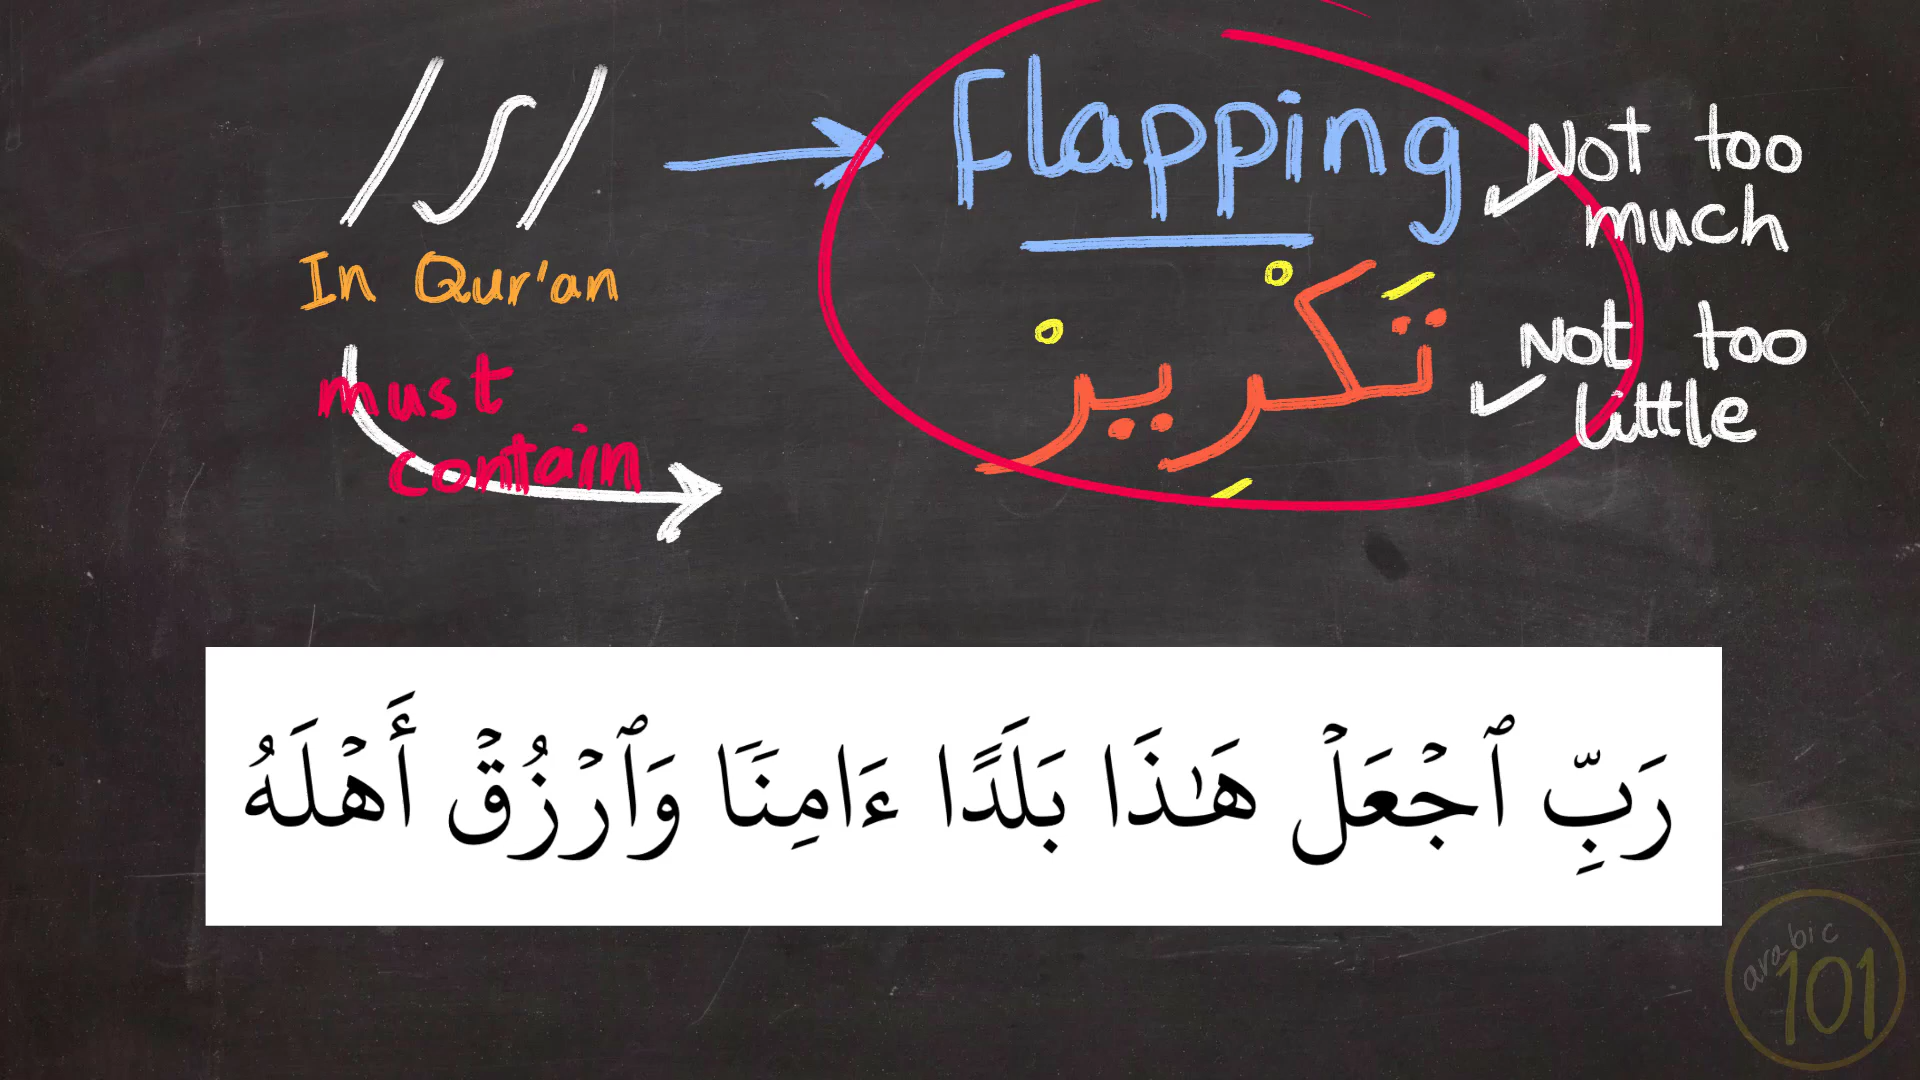 /ر/
In Qur'an
must
contain
Flapping
تَكْرِيرْ
Not too
much
Not too
little
رَبِّ ٱجۡعَلۡ هَٰذَا بَلَدًا ءَامِنٗا وَٱرۡزُقۡ أَهۡلَهُ
arabic
101